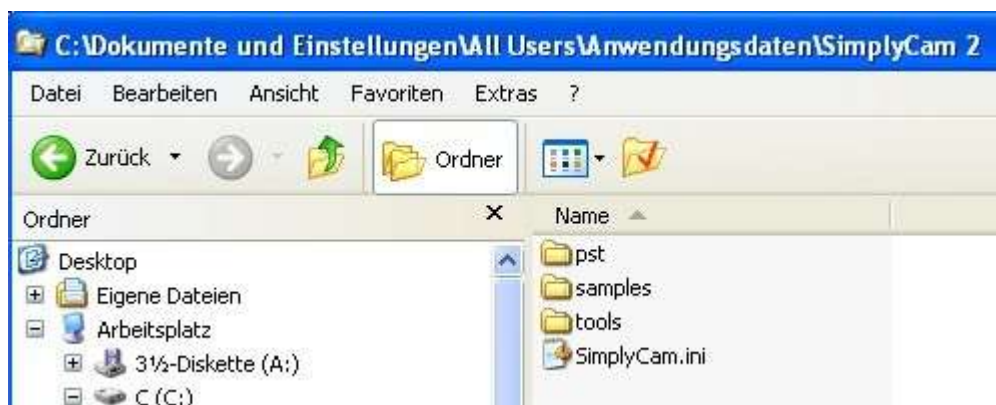 C:\Dokumente und Einstellungen\All Users\Anwendungsdaten\SimplyCam 2
Datei Bearbeiten Ansicht Favoriten Extras ?
Zurück Ordner
Ordner
Desktop
Eigene Dateien
Arbeitsplatz
3½-Diskette (A:)
C (C:)
Name
pst
samples
tools
SimplyCam.ini